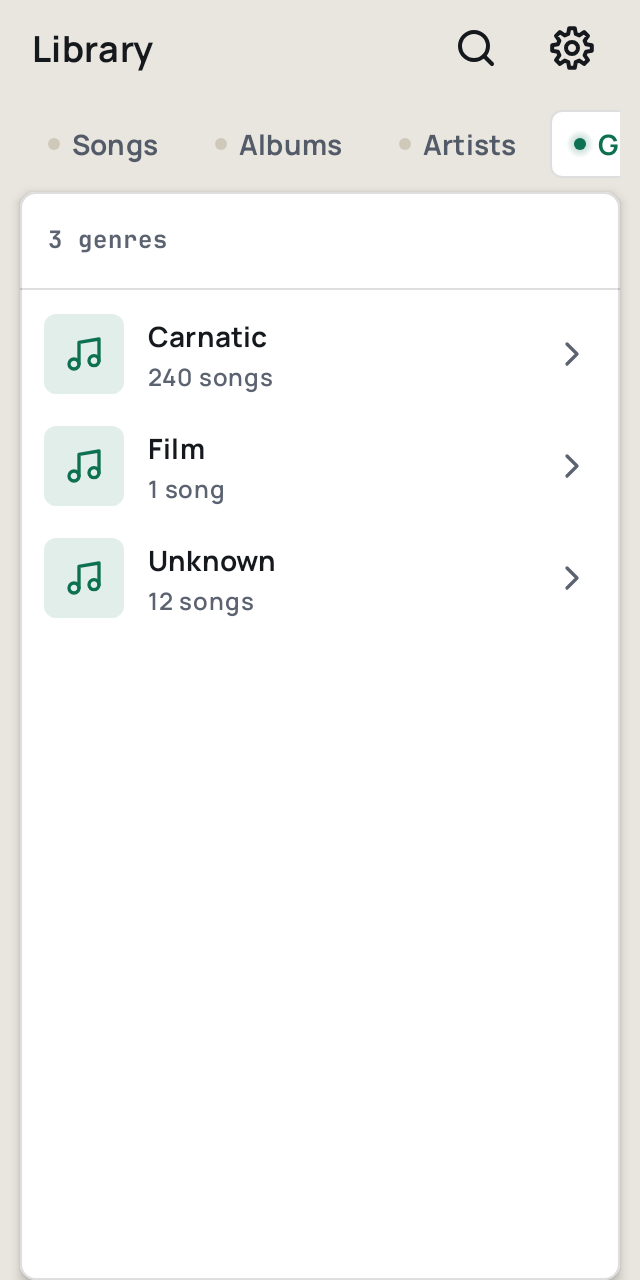 Library
Songs
Albums
Artists
G
3 genres
Carnatic
240 songs
Film
1 song
Unknown
12 songs